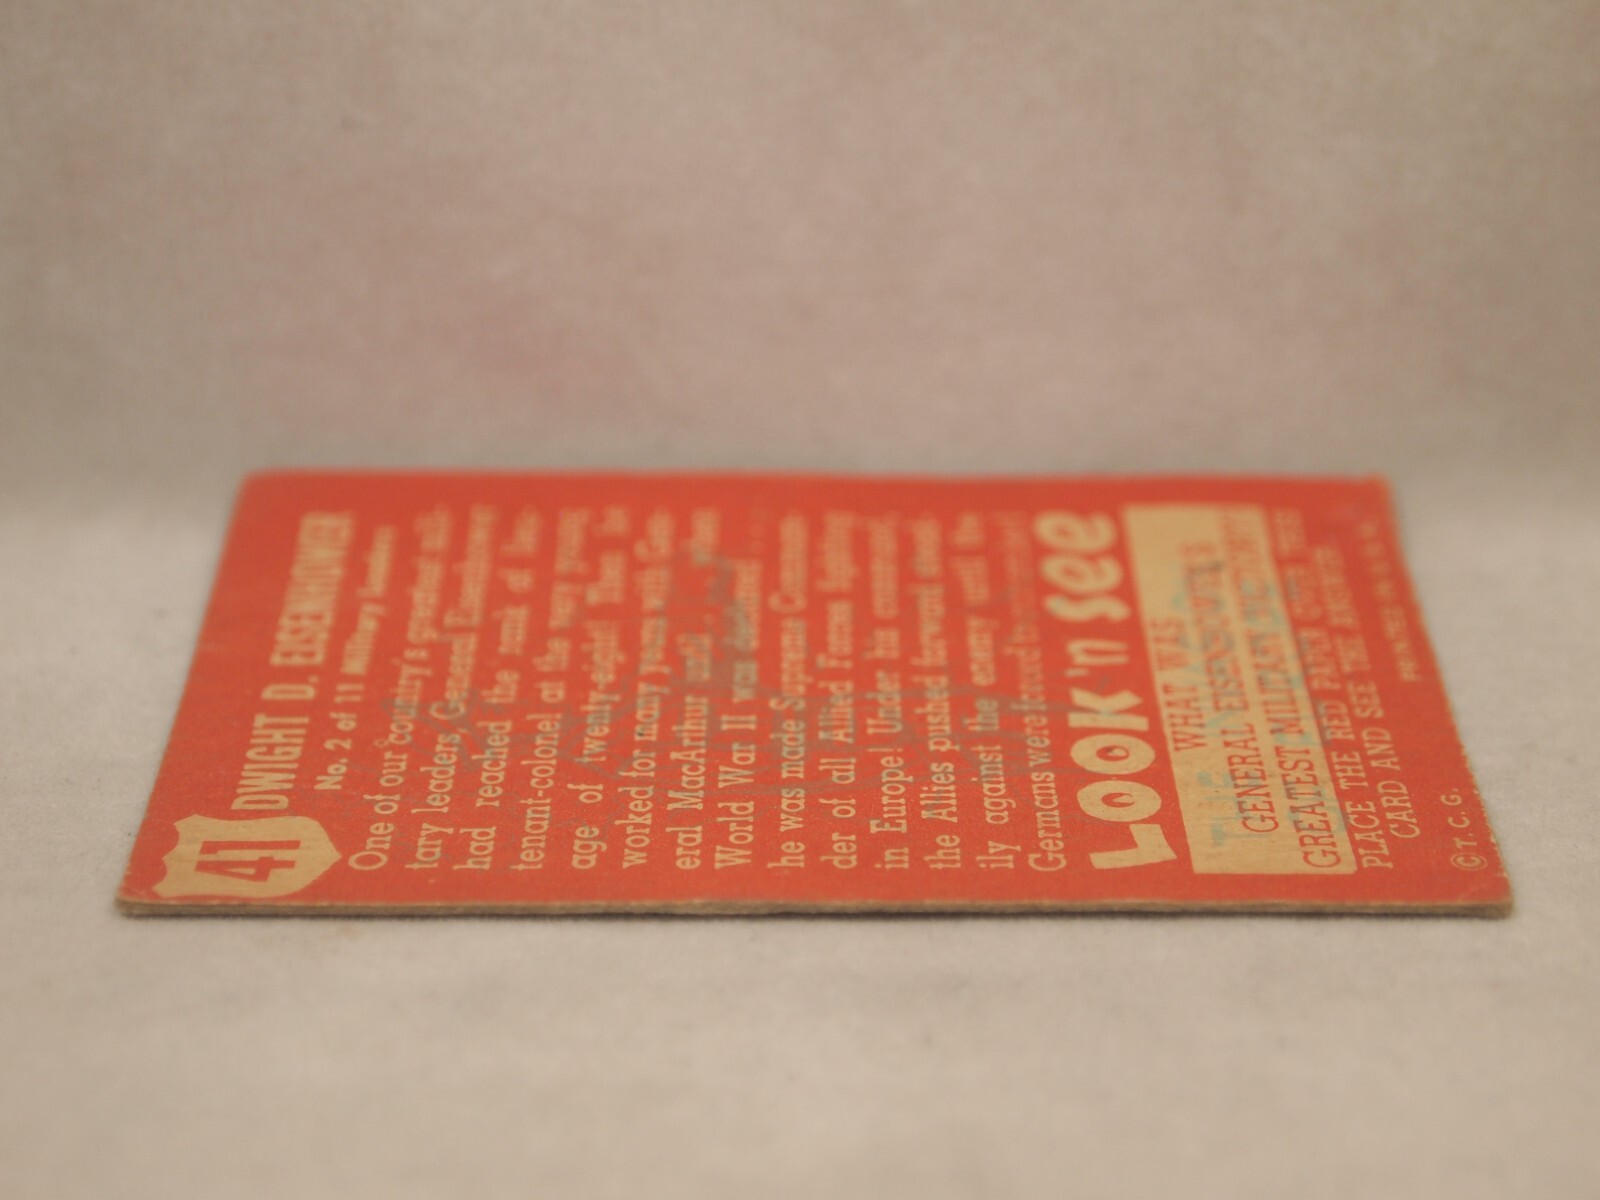 41
DWIGHT D. EISENHOWER
No. 2 of 11 Military Leaders
One of our country's greatest mili-
tary leaders General Eisenhower
had reached the rank of lieu-
tenant-colonel at the very young
age of twenty-eight! Then he
worked for many years with Gen-
eral MacArthur until, when
World War II was declared
he was made Supreme Comman-
der of all Allied Forces fighting
in Europe! Under his command,
the Allies pushed forward stead-
ily against the enemy until the
Germans were forced to
LOOK 'n see
WHAT WAS
GENERAL EISENHOWER'S
GREATEST MILITARY VICTORY?
PLACE THE RED PAPER OVER THIS
CARD AND SEE THE ANSWER
© T. C. G. PRINTED IN U.S.A.